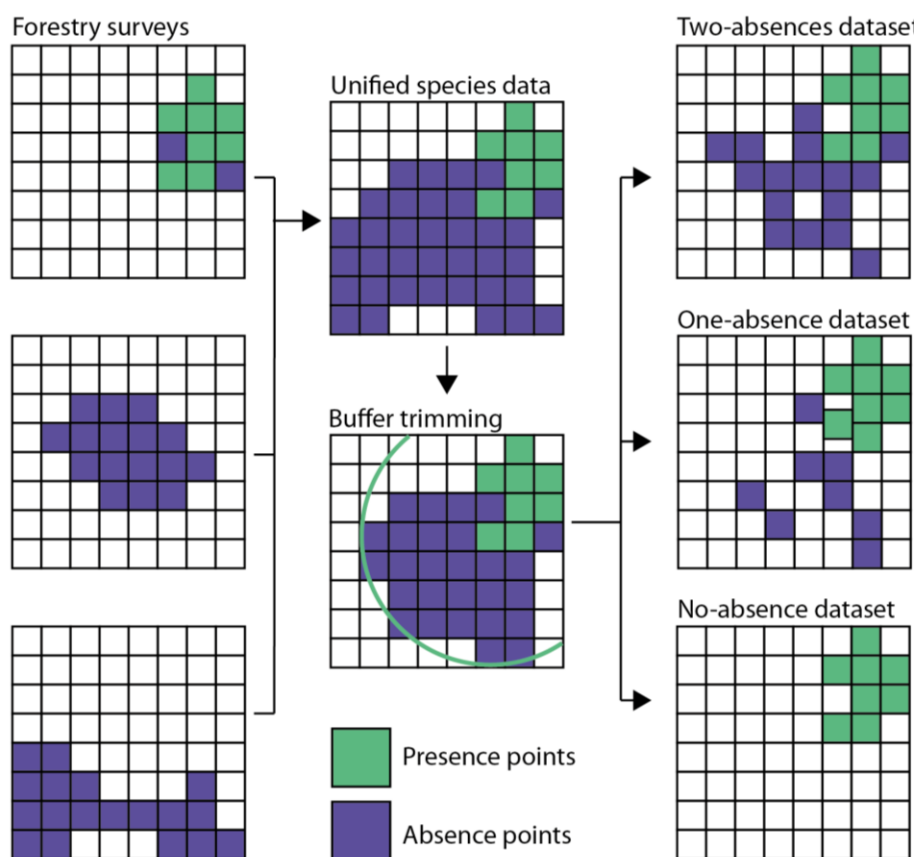 Forestry surveys
Unified species data
Buffer trimming
Presence points
Absence points
Two-absences dataset
One-absence dataset
No-absence dataset